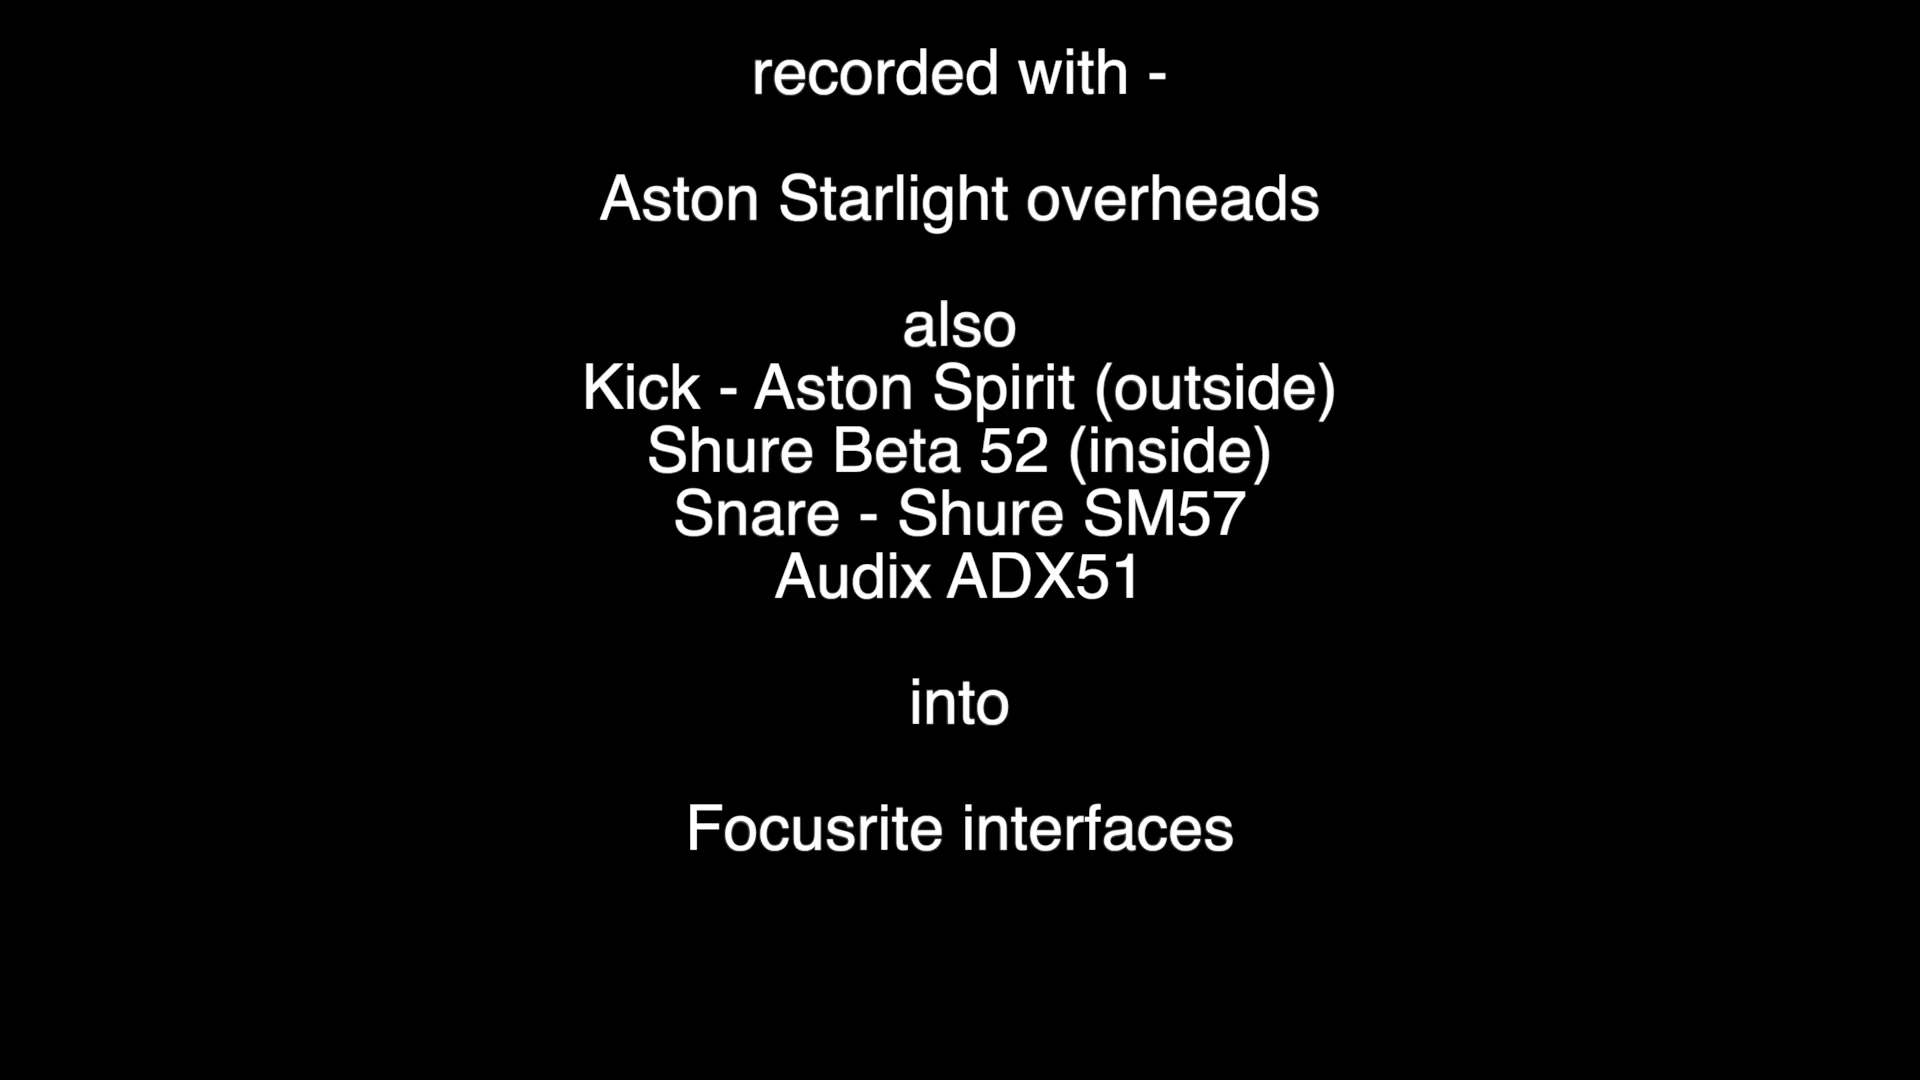 recorded with -
Aston Starlight overheads
also
Kick - Aston Spirit (outside)
Shure Beta 52 (inside)
Snare - Shure SM57
Audix ADX51
into
Focusrite interfaces